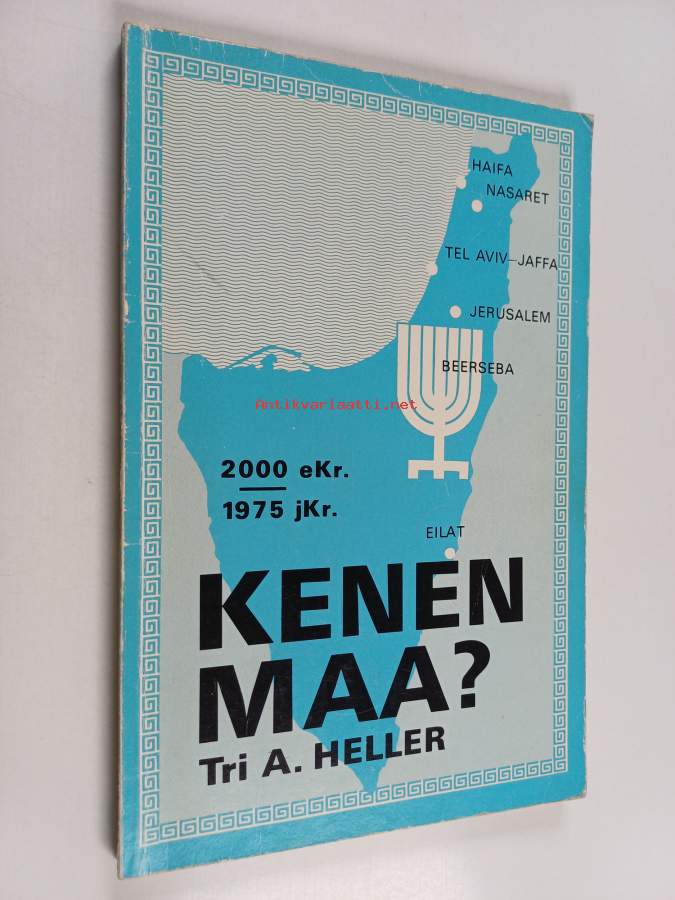 HAIFA
NASARET
TEL AVIV–JAFFA
JERUSALEM
BEERSEBA
Antikvariaatti.net
2000 eKr.
1975 jKr.
EILAT
KENEN
MAA?
Tri A. HELLER